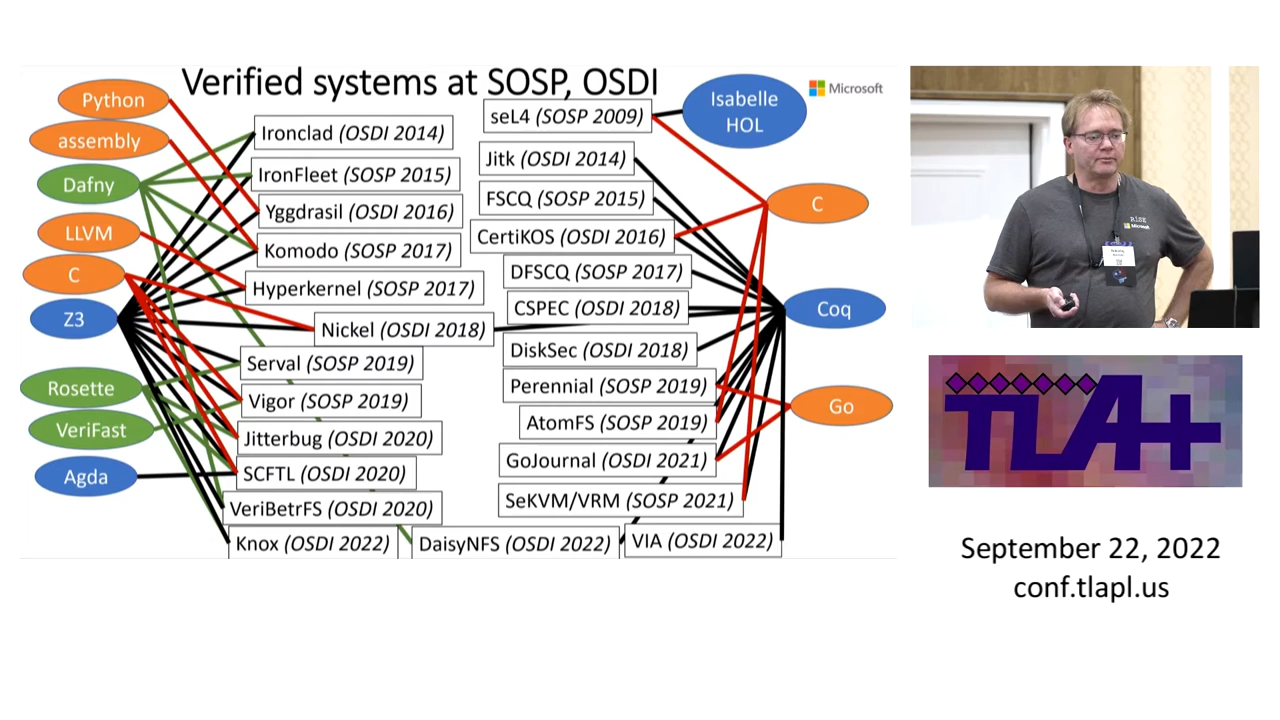 Verified systems at SOSP, OSDI
Microsoft
Python
assembly
Dafny
LLVM
C
Z3
Rosette
VeriFast
Agda
Ironclad (OSDI 2014)
IronFleet (SOSP 2015)
Yggdrasil (OSDI 2016)
Komodo (SOSP 2017)
Hyperkernel (SOSP 2017)
Nickel (OSDI 2018)
Serval (SOSP 2019)
Vigor (SOSP 2019)
Jitterbug (OSDI 2020)
SCFTL (OSDI 2020)
VeriBetrFS (OSDI 2020)
Knox (OSDI 2022)
DaisyNFS (OSDI 2022)
seL4 (SOSP 2009)
Jitk (OSDI 2014)
FSCQ (SOSP 2015)
CertiKOS (OSDI 2016)
DFSCQ (SOSP 2017)
CSPEC (OSDI 2018)
DiskSec (OSDI 2018)
Perennial (SOSP 2019)
AtomFS (SOSP 2019)
GoJournal (OSDI 2021)
SeKVM/VRM (SOSP 2021)
VIA (OSDI 2022)
Isabelle
HOL
C
Coq
Go
RiSE
Microsoft
TLA+
September 22, 2022
conf.tlapl.us